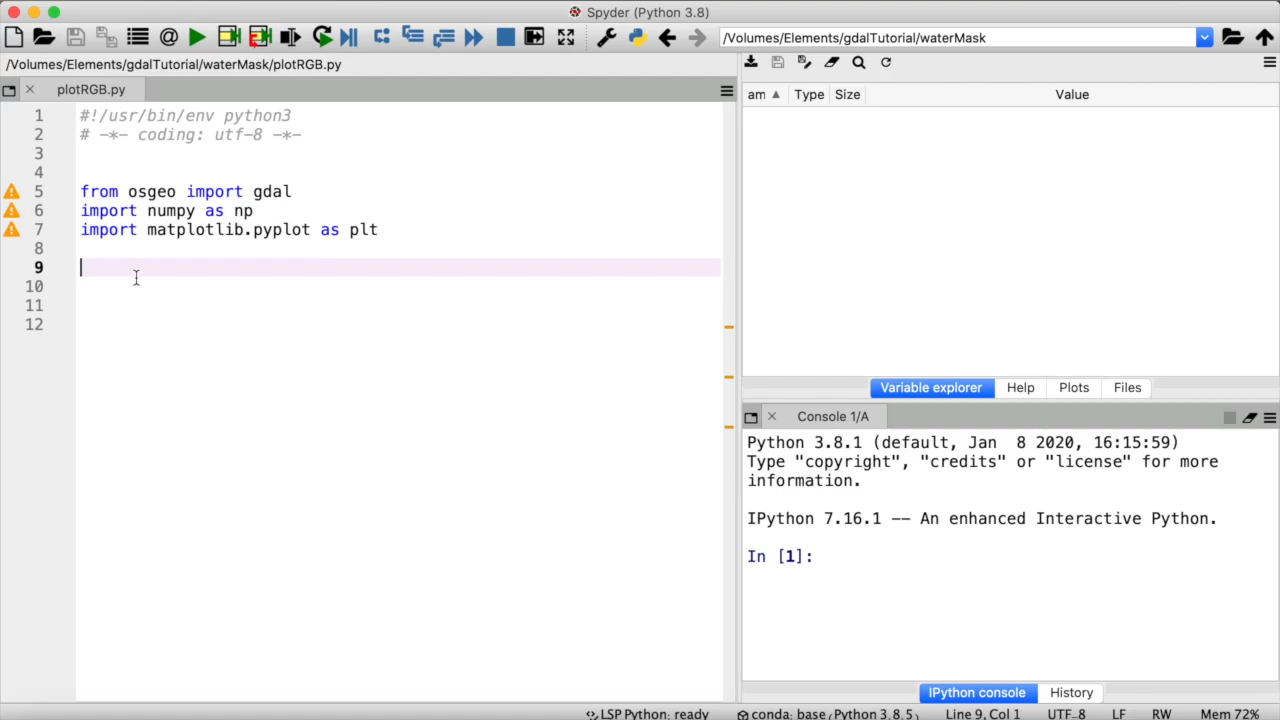 Spyder (Python 3.8)
/Volumes/Elements/gdalTutorial/waterMask
/Volumes/Elements/gdalTutorial/waterMask/plotRGB.py
plotRGB.py
1 #!/usr/bin/env python3
2 # -*- coding: utf-8 -*-
3
4
5 from osgeo import gdal
6 import numpy as np
7 import matplotlib.pyplot as plt
8
9
10
11
12
am Type Size Value
Variable explorer Help Plots Files
Console 1/A
Python 3.8.1 (default, Jan  8 2020, 16:15:59)
Type "copyright", "credits" or "license" for more
information.
IPython 7.16.1 -- An enhanced Interactive Python.
In [1]:
IPython console History
LSP Python: ready conda: base (Python 3.8.5) Line 9, Col 1 UTF-8 LF RW Mem 72%